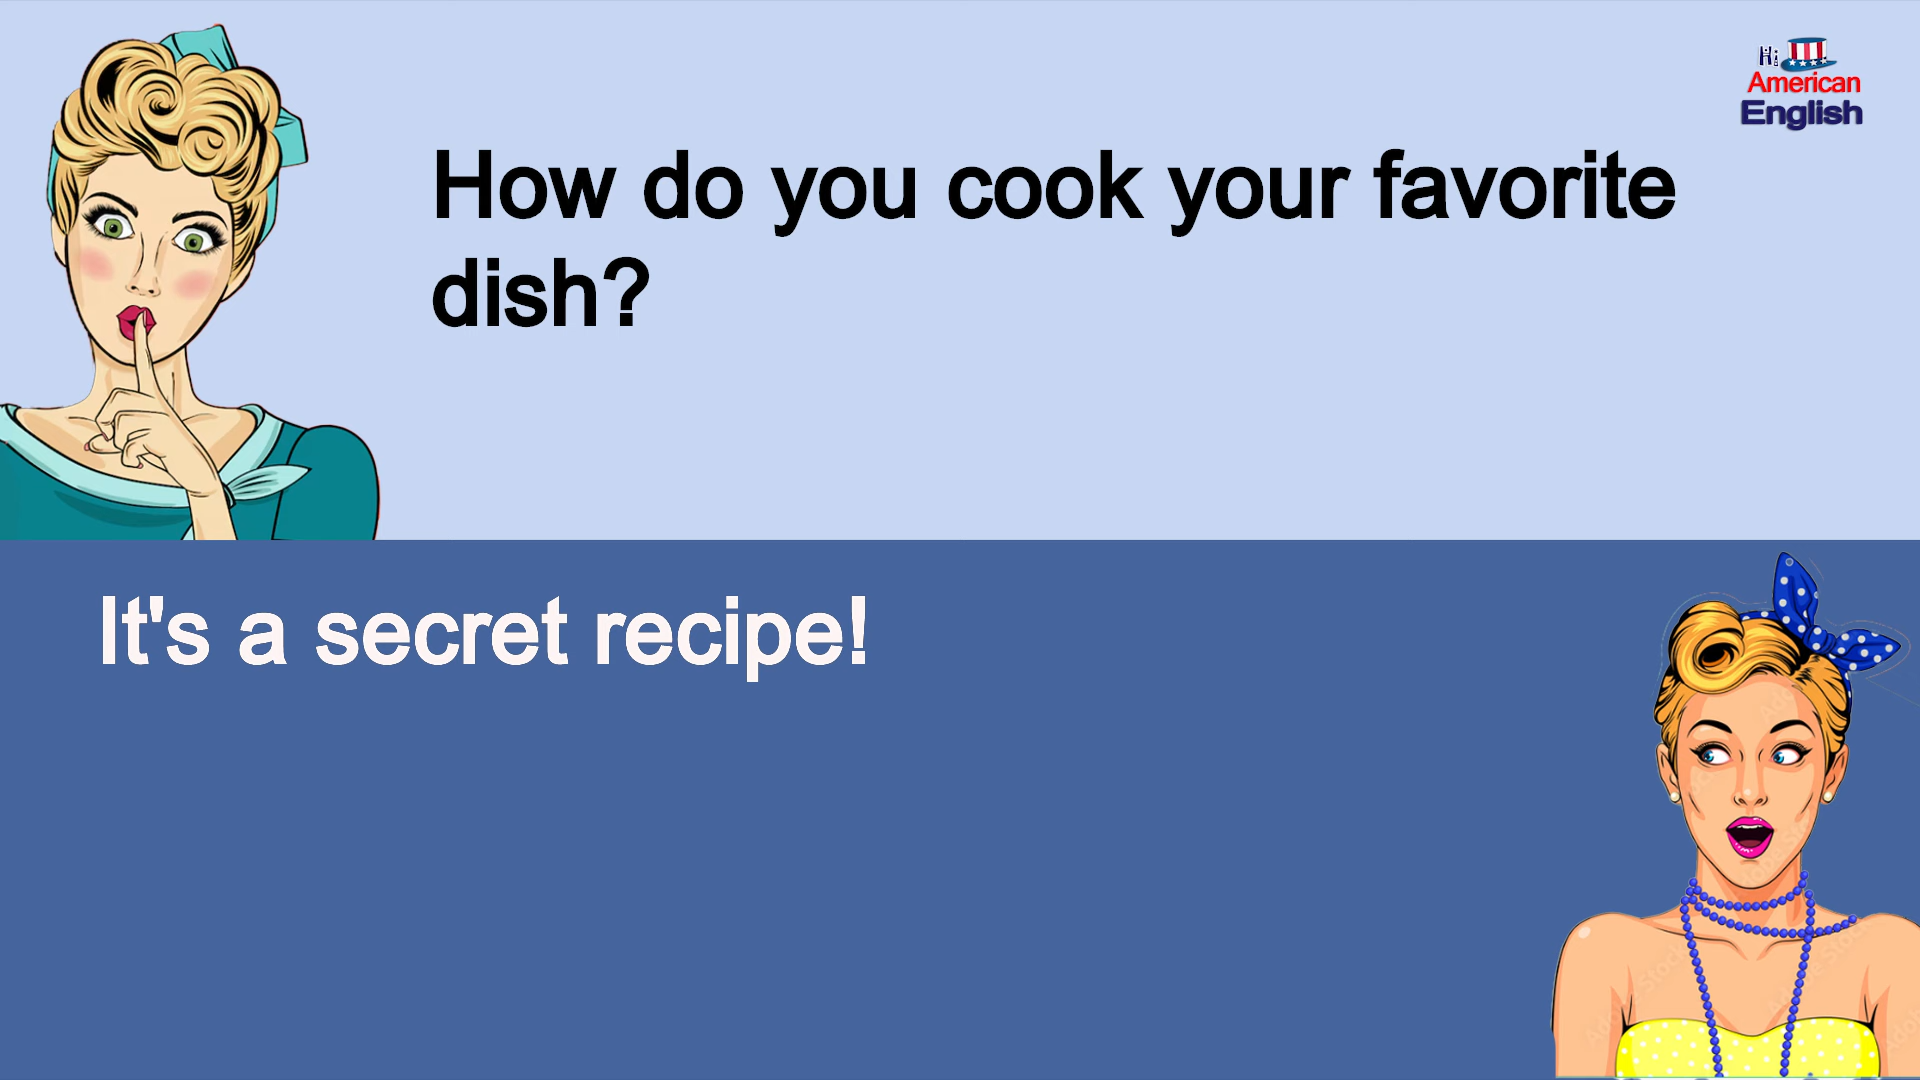 Hi
American
English
How do you cook your favorite
dish?
It's a secret recipe!